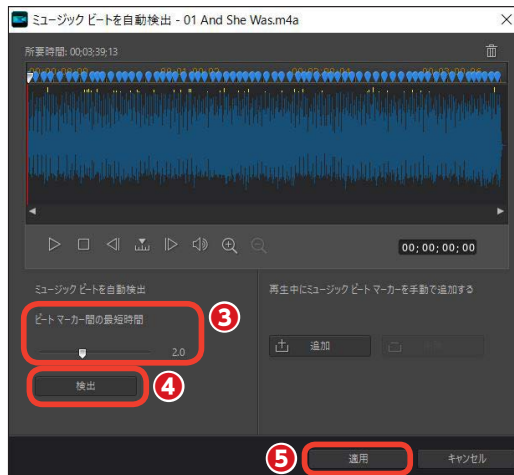 ミュージック ビートを自動検出 - 01 And She Was.m4a
所要時間: 00;03;39;13
00; 00; 00; 00
ミュージック ビートを自動検出
再生中にミュージック ビート マーカーを手動で追加する
ビート マーカー間の最短時間
③
2.0
追加
検出
④
⑤
適用
キャンセル